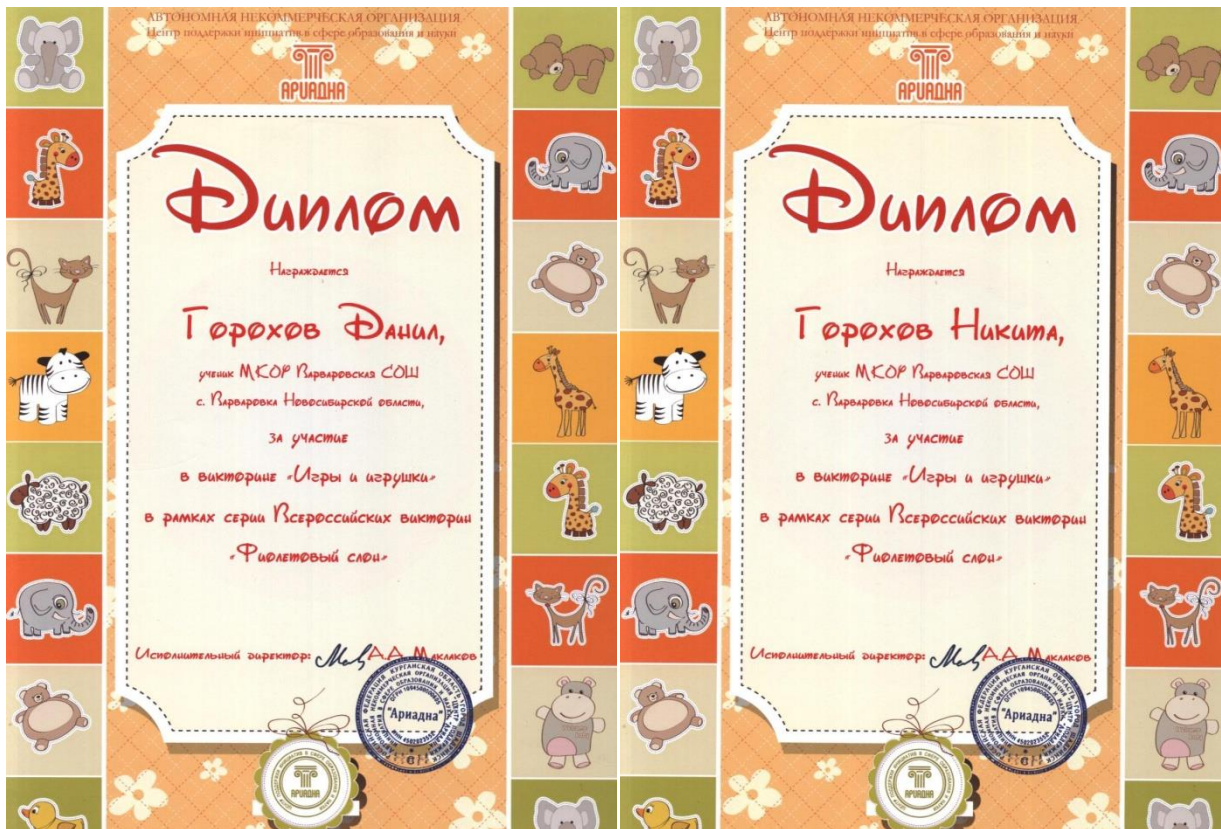 АВТОНОМНАЯ НЕКОММЕРЧЕСКАЯ ОРГАНИЗАЦИЯ
Центр поддержки инициатив в сфере образования и науки
АРИАДНА
Диплом
Награждается
Горохов Данил,
ученик МКОУ Варваровская СОШ
с. Варваровка Новосибирской области,
за участие
в викторине «Игры и игрушки»
в рамках серии Всероссийских викторин
«Фиолетовый слон»
Исполнительный директор: А.А. Маклаков
"Ариадна"
АРИАДНА
АВТОНОМНАЯ НЕКОММЕРЧЕСКАЯ ОРГАНИЗАЦИЯ
Центр поддержки инициатив в сфере образования и науки
АРИАДНА
Диплом
Награждается
Горохов Никита,
ученик МКОУ Варваровская СОШ
с. Варваровка Новосибирской области,
за участие
в викторине «Игры и игрушки»
в рамках серии Всероссийских викторин
«Фиолетовый слон»
Исполнительный директор: А.А. Маклаков
"Ариадна"
АРИАДНА